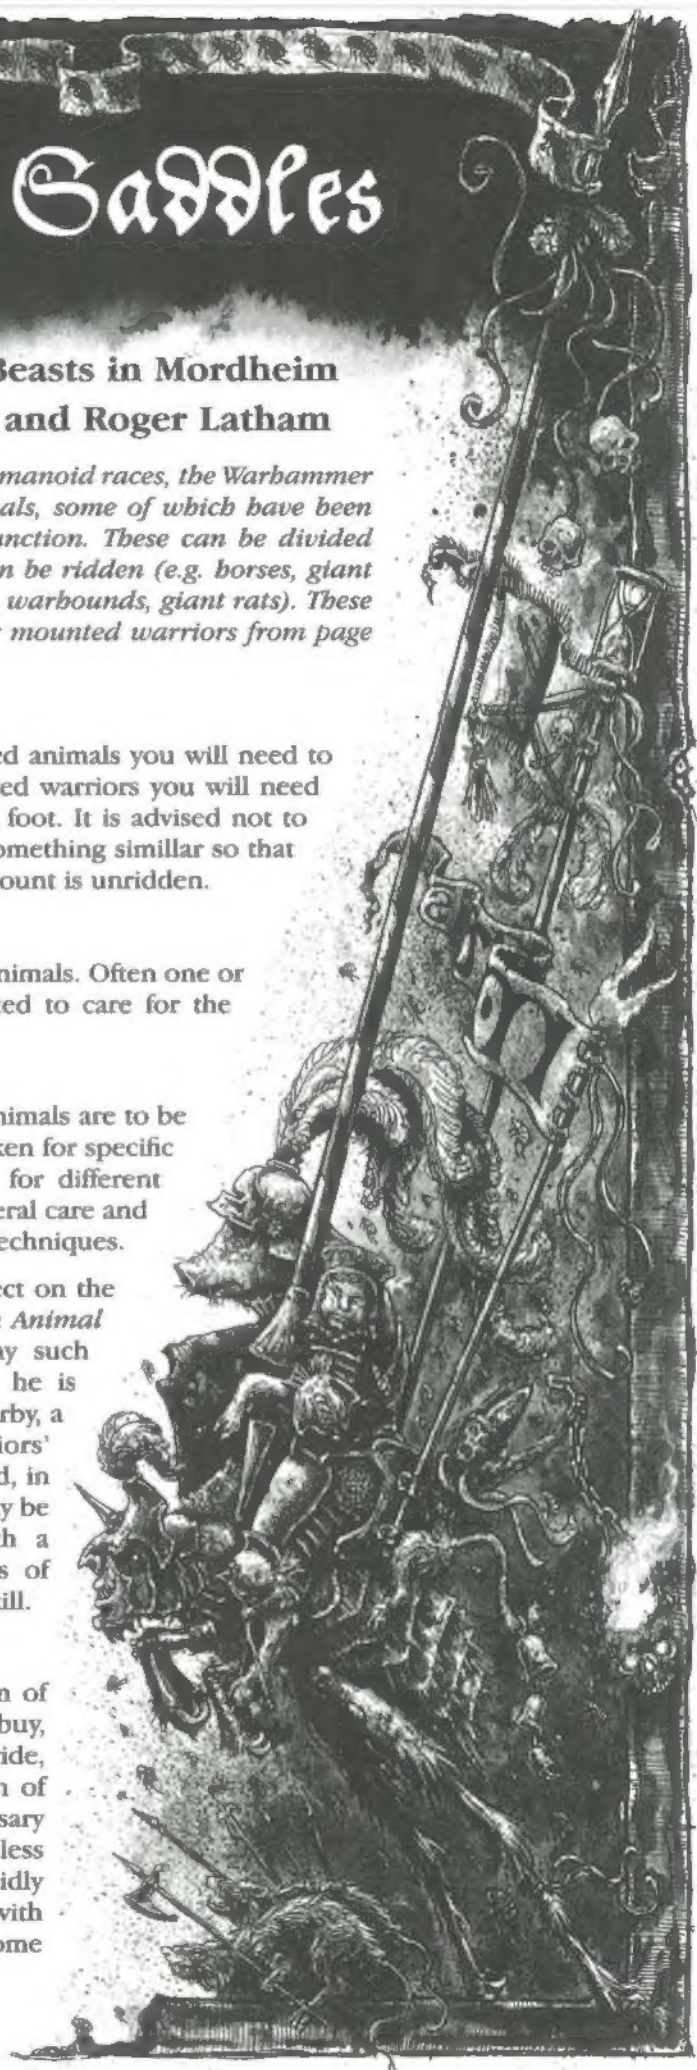 Saddles
Beasts in Mordheim
and Roger Latham
manoid races, the Warhammer
als, some of which have been
unction. These can be divided
n be ridden (e.g. horses, giant
warhounds, giant rats). These
mounted warriors from page
ed animals you will need to
ed warriors you will need
foot. It is advised not to
omething simillar so that
ount is unridden.
nimals. Often one or
ted to care for the
nimals are to be
ken for specific
for different
eral care and
echniques.
ect on the
Animal
ay such
he is
rby, a
iors'
d, in
y be
h a
s of
ill.
n of
buy,
ide,
n of
sary
less
idly
with
ome